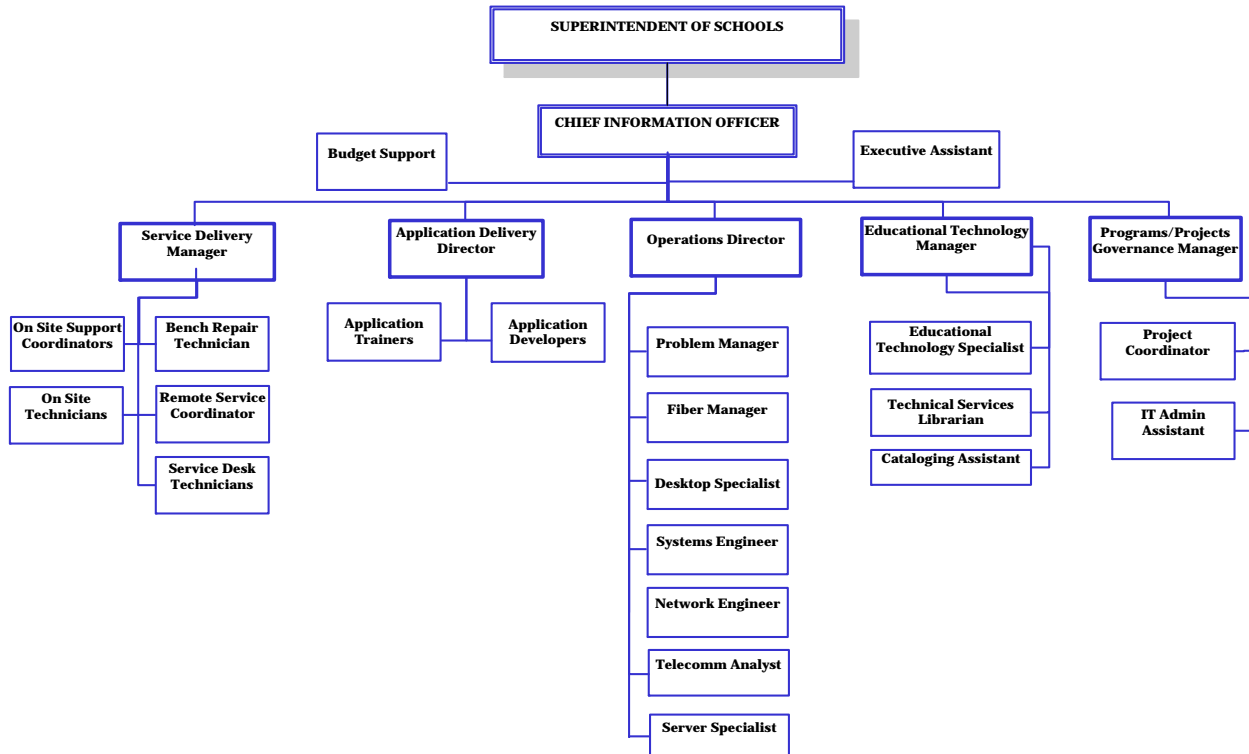 SUPERINTENDENT OF SCHOOLS
CHIEF INFORMATION OFFICER
Budget Support
Executive Assistant
Service Delivery
Manager
Application Delivery
Director
Operations Director
Educational Technology
Manager
Programs/Projects
Governance Manager
On Site Support
Coordinators
Bench Repair
Technician
On Site
Technicians
Remote Service
Coordinator
Service Desk
Technicians
Application
Trainers
Application
Developers
Problem Manager
Fiber Manager
Desktop Specialist
Systems Engineer
Network Engineer
Telecomm Analyst
Server Specialist
Educational
Technology Specialist
Technical Services
Librarian
Cataloging Assistant
Project
Coordinator
IT Admin
Assistant